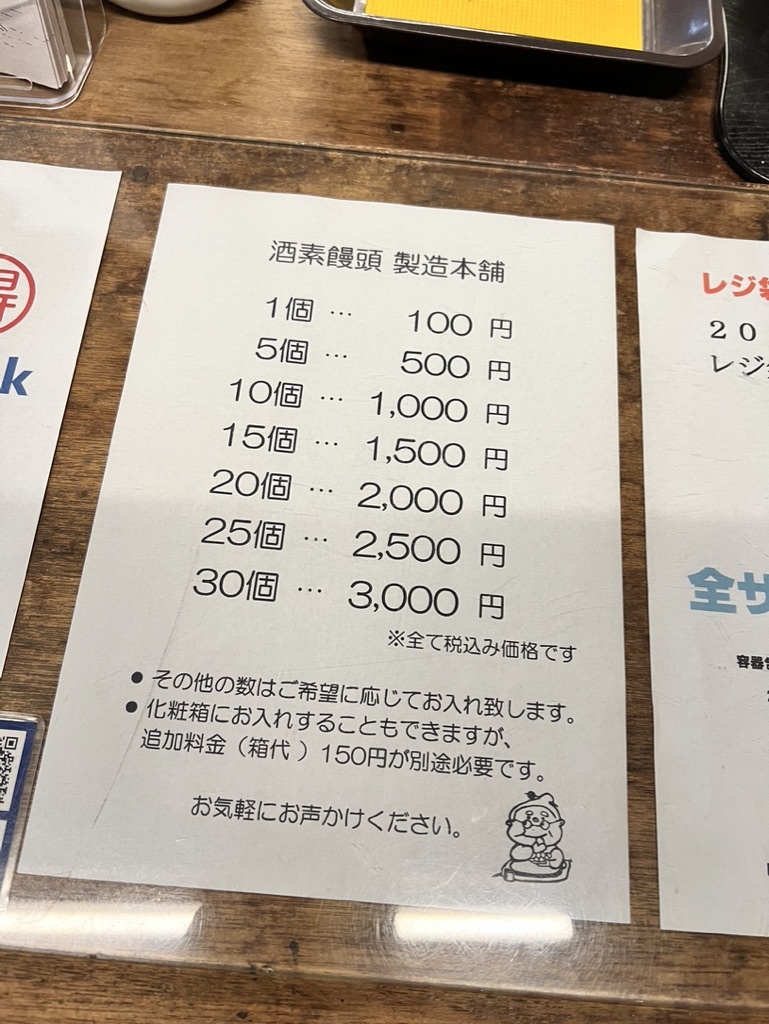 酒素饅頭 製造本舗
1個 … 100 円
5個 … 500 円
10個 … 1,000 円
15個 … 1,500 円
20個 … 2,000 円
25個 … 2,500 円
30個 … 3,000 円
※全て税込み価格です
● その他の数はご希望に応じてお入れ致します。
● 化粧箱にお入れすることもできますが、
追加料金（箱代）150円が別途必要です。
お気軽にお声かけください。
k
レジ
２０
レジ
全サ
容器